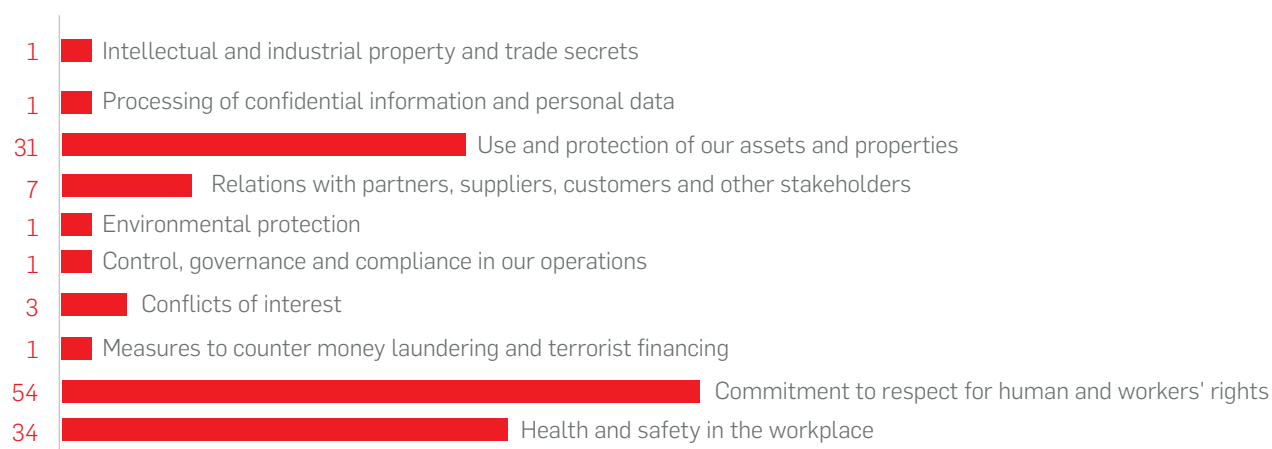 1 Intellectual and industrial property and trade secrets
1 Processing of confidential information and personal data
31 Use and protection of our assets and properties
7 Relations with partners, suppliers, customers and other stakeholders
1 Environmental protection
1 Control, governance and compliance in our operations
3 Conflicts of interest
1 Measures to counter money laundering and terrorist financing
54 Commitment to respect for human and workers' rights
34 Health and safety in the workplace